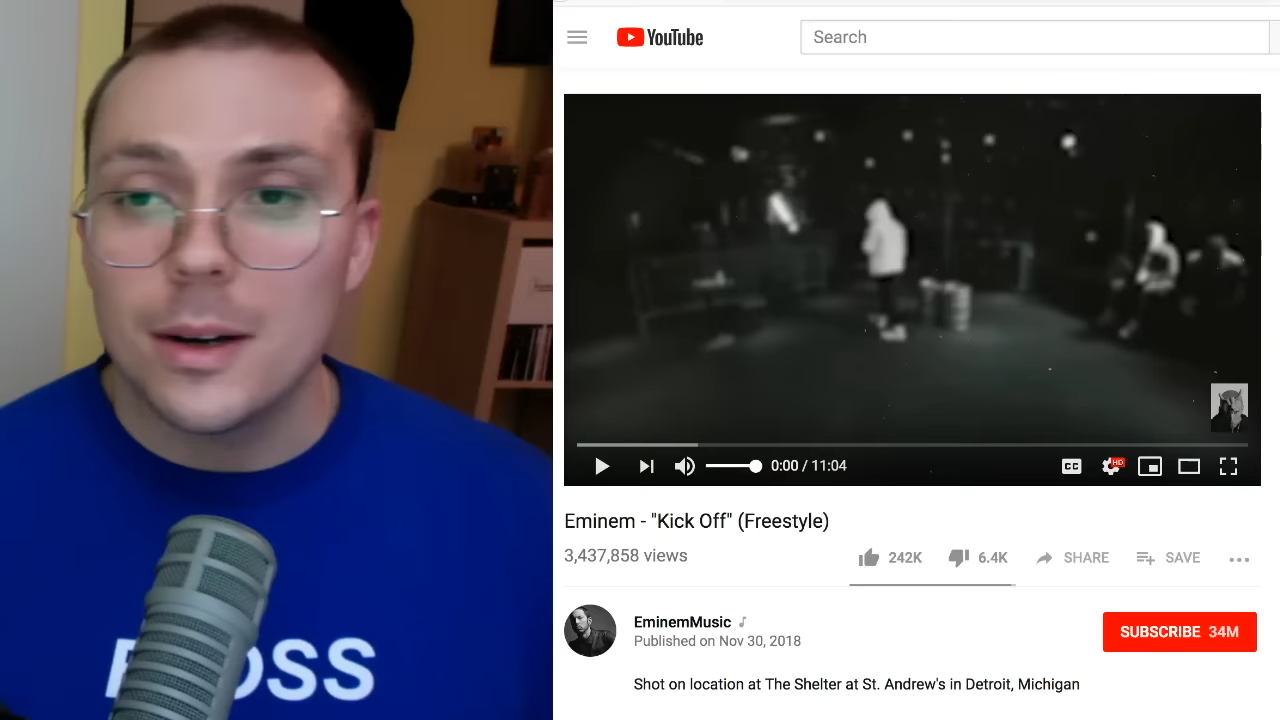 YouTube
Search
0:00 / 11:04
CC
HD
Eminem - "Kick Off" (Freestyle)
3,437,858 views
242K
6.4K
SHARE
SAVE
EminemMusic
Published on Nov 30, 2018
SUBSCRIBE 34M
Shot on location at The Shelter at St. Andrew's in Detroit, Michigan